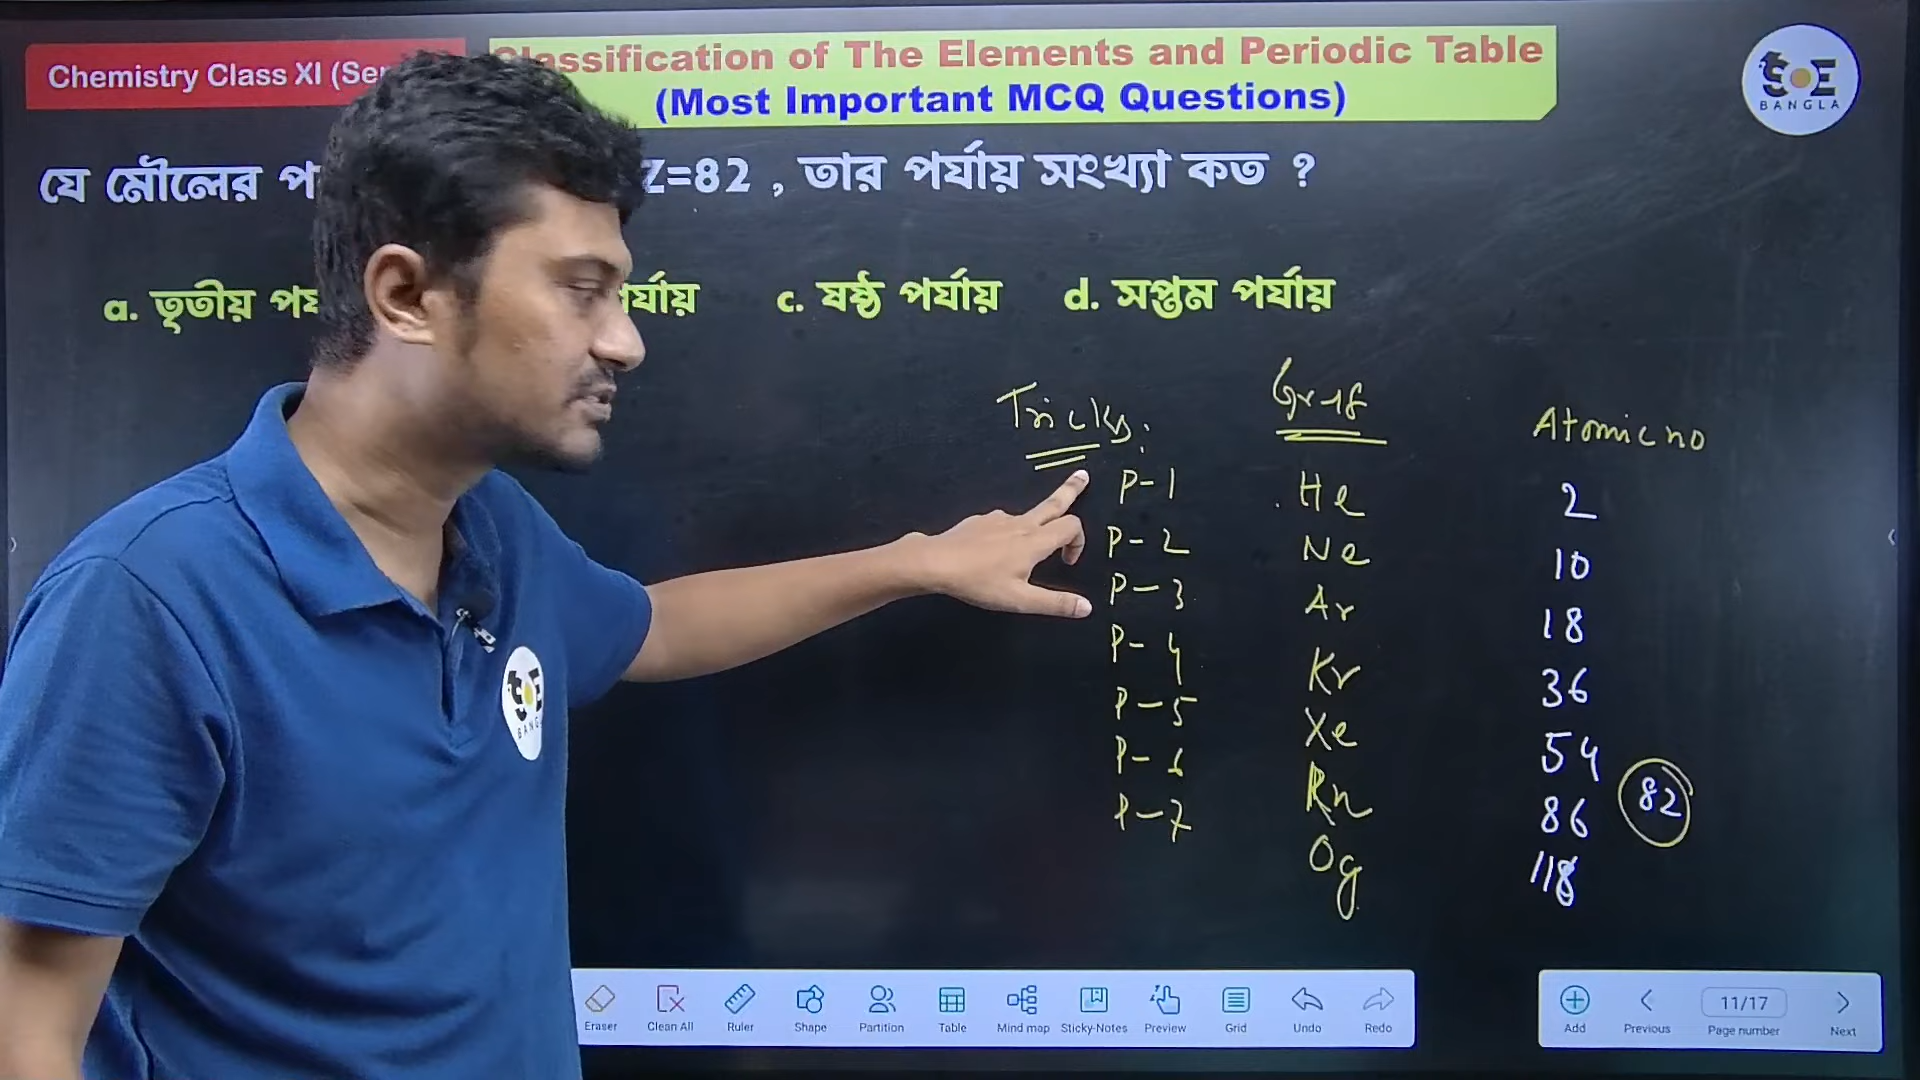 Chemistry Class XI
Classification of The Elements and Periodic Table
(Most Important MCQ Questions)
SOE
BANGLA
যে মৌলের Z=82 , তার পর্যায় সংখ্যা কত ?
a. তৃতীয় পর্যায় c. ষষ্ঠ পর্যায় d. সপ্তম পর্যায়
Tricks: Gr-18 Atomic no
P-1 He 2
P-2 Ne 10
P-3 Ar 18
P-4 Kr 36
P-5 Xe 54
P-6 Rn 86 82
P-7 Og 118
Eraser Clean All Ruler Shape Partition Table Mind map Sticky-Notes Preview Grid Undo Redo
Add Previous 11/17 Page number Next